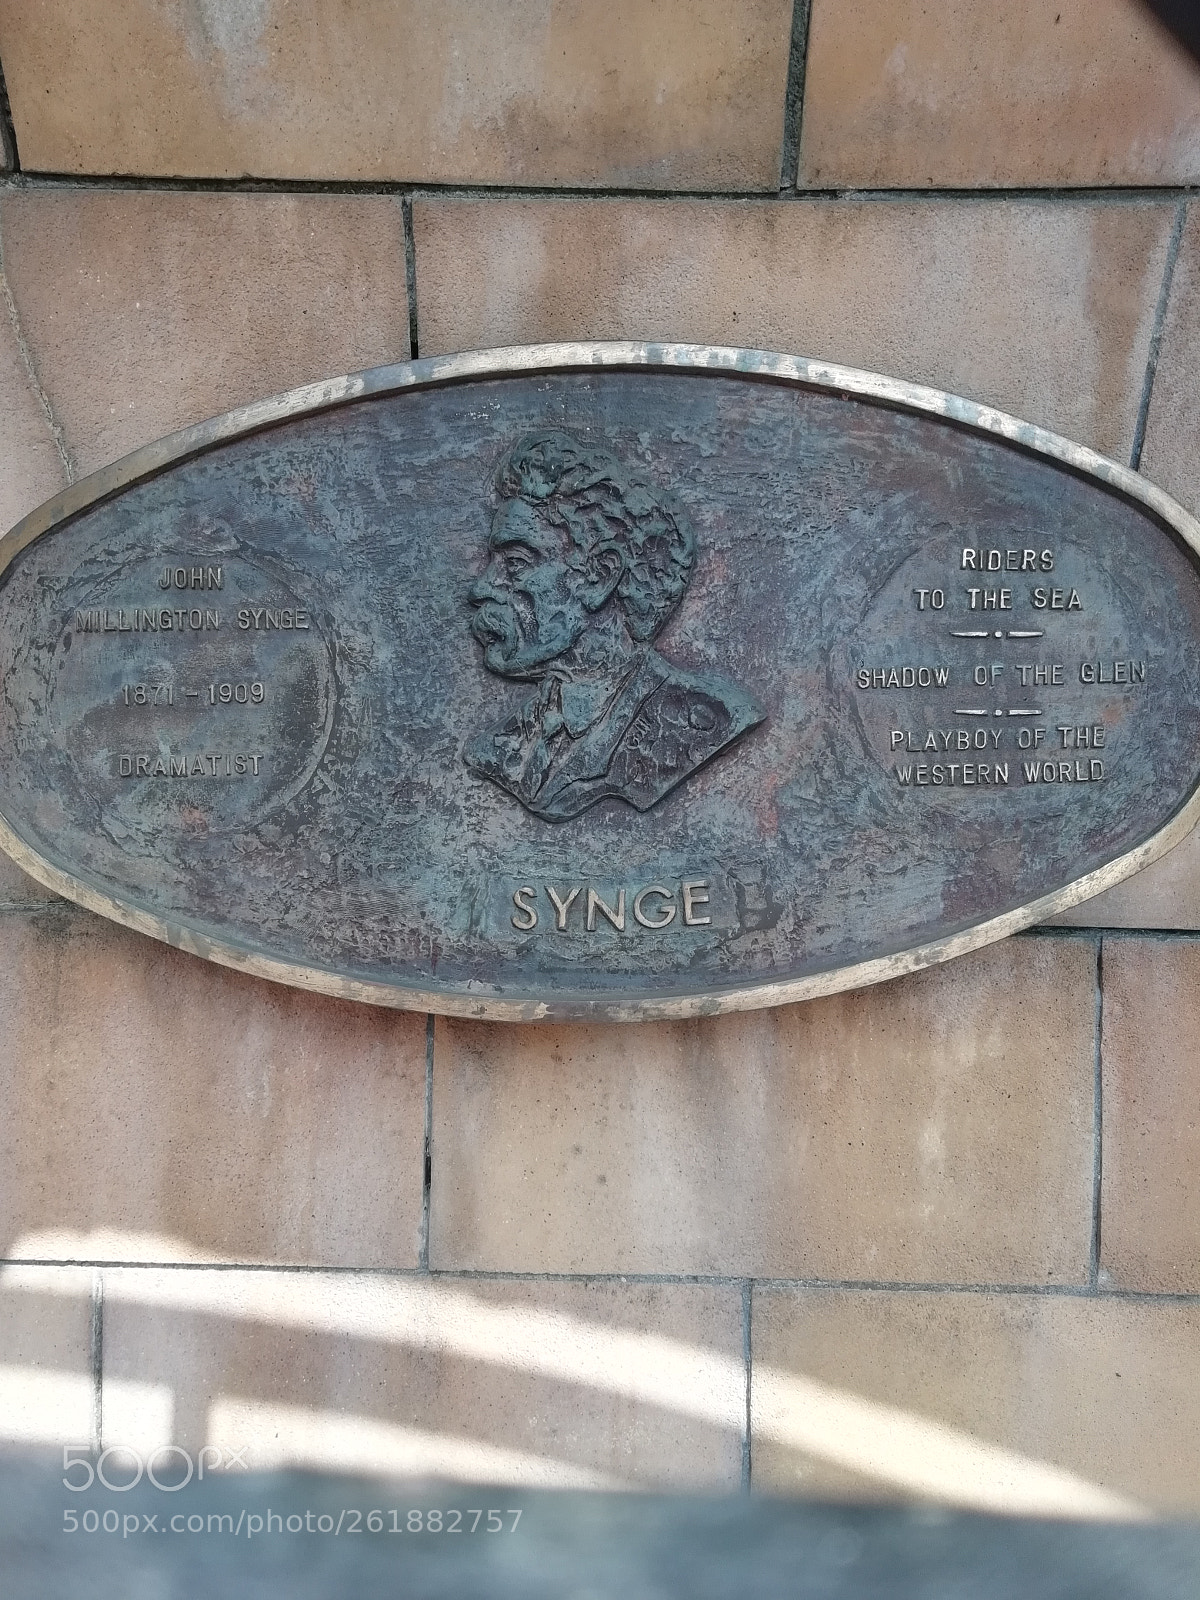 JOHN
MILLINGTON SYNGE
1871 - 1909
DRAMATIST
RIDERS
TO THE SEA
SHADOW OF THE GLEN
PLAYBOY OF THE
WESTERN WORLD
SYNGE
500px
500px.com/photo/261882757